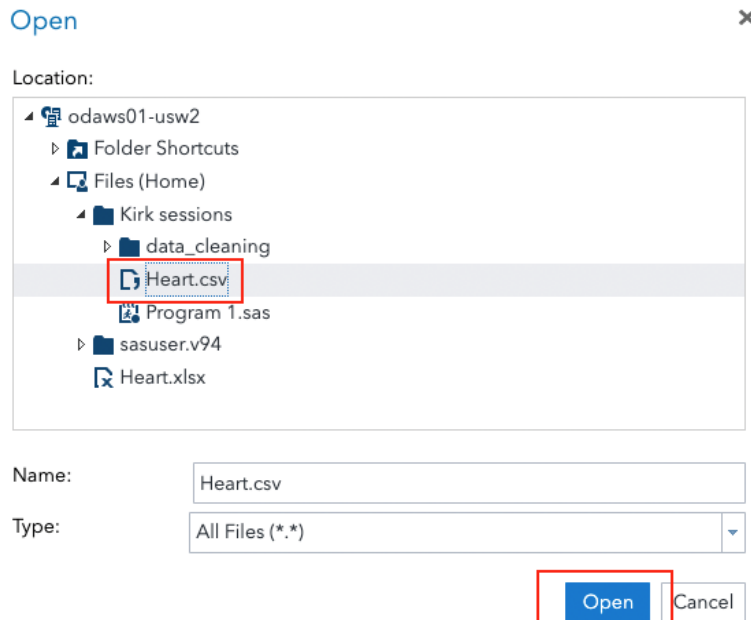 Open
Location:
odaws01-usw2
Folder Shortcuts
Files (Home)
Kirk sessions
data_cleaning
Heart.csv
Program 1.sas
sasuser.v94
Heart.xlsx
Name:
Heart.csv
Type:
All Files (*.*)
Open
Cancel